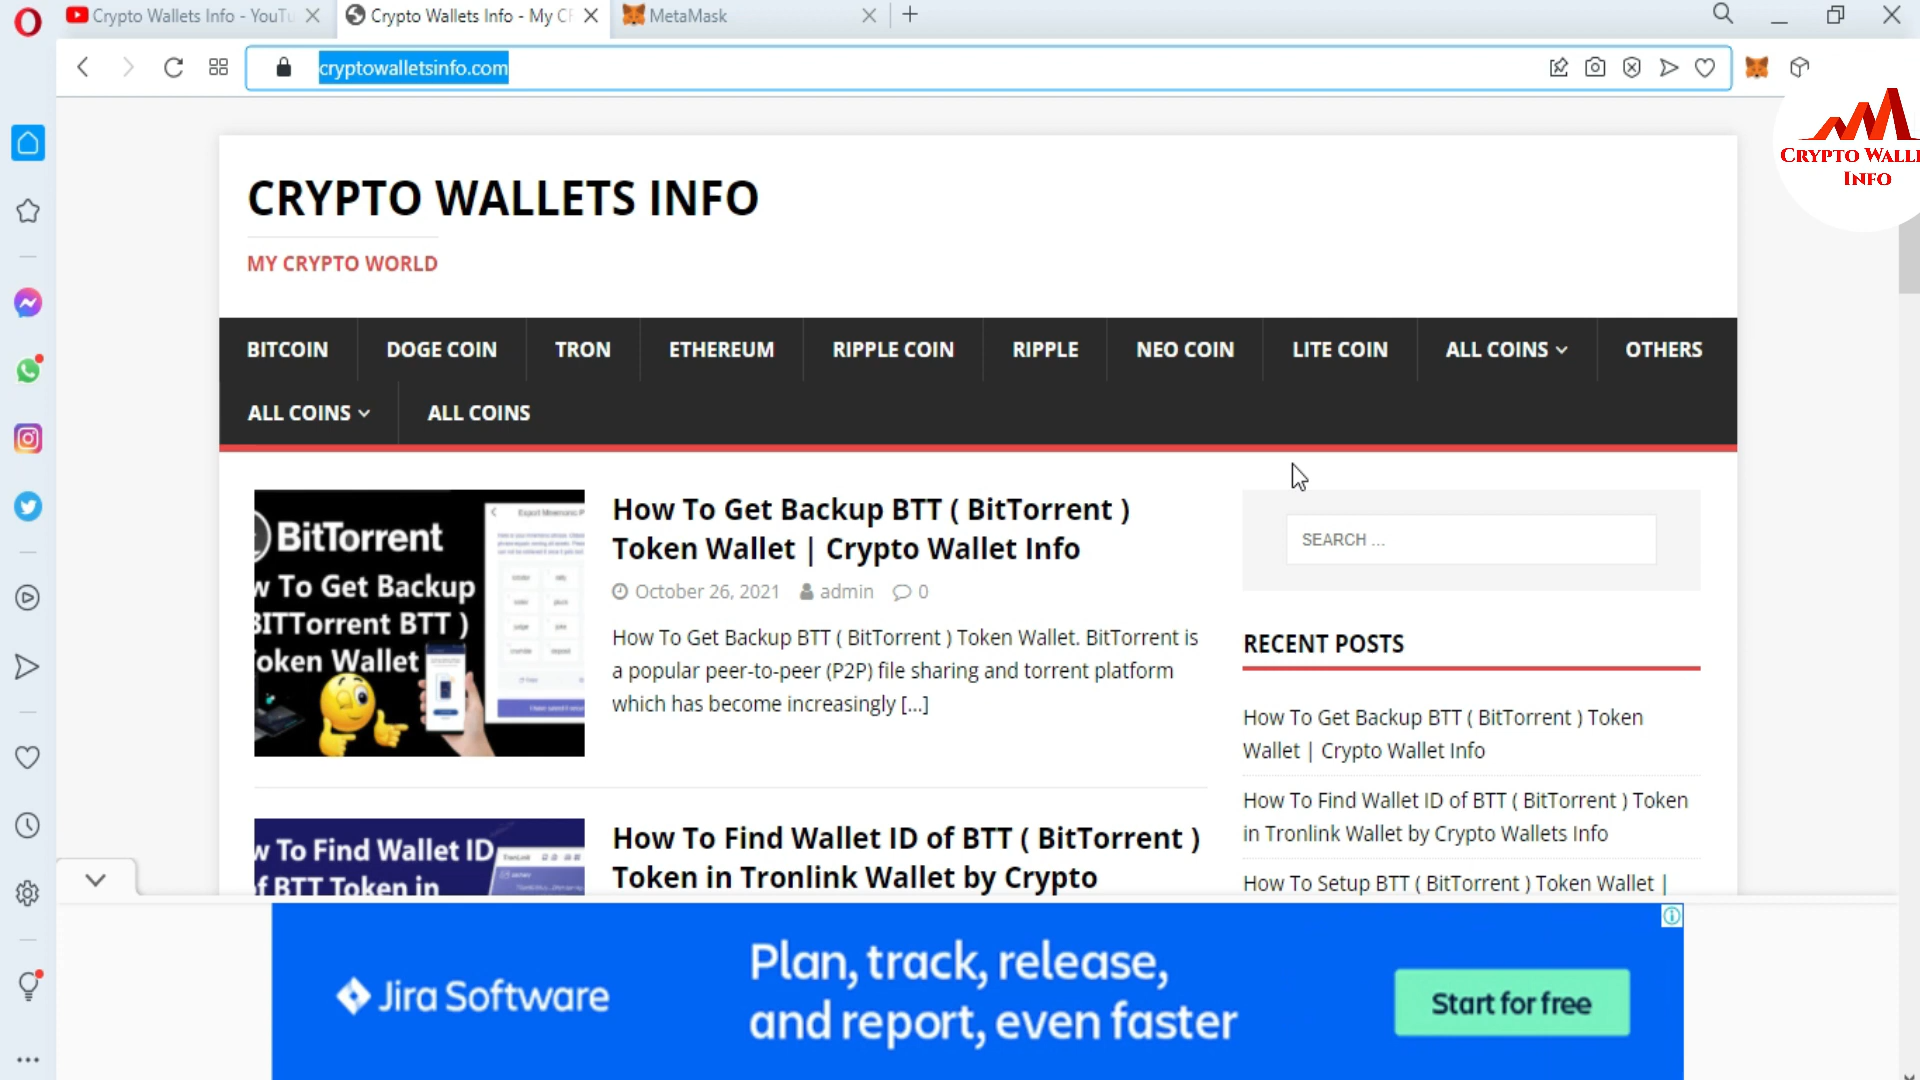 Crypto Wallets Info - YouTu
Crypto Wallets Info - My C
MetaMask
cryptowalletsinfo.com
CRYPTO WALLE
INFO
CRYPTO WALLETS INFO
MY CRYPTO WORLD
BITCOIN DOGE COIN TRON ETHEREUM RIPPLE COIN RIPPLE NEO COIN LITE COIN ALL COINS OTHERS
ALL COINS ALL COINS
BitTorrent
w To Get Backup
BITTorrent BTT )
oken Wallet
How To Get Backup BTT ( BitTorrent )
Token Wallet | Crypto Wallet Info
October 26, 2021 admin 0
How To Get Backup BTT ( BitTorrent ) Token Wallet. BitTorrent is
a popular peer-to-peer (P2P) file sharing and torrent platform
which has become increasingly [...]
SEARCH ...
RECENT POSTS
How To Get Backup BTT ( BitTorrent ) Token
Wallet | Crypto Wallet Info
How To Find Wallet ID of BTT ( BitTorrent ) Token
in Tronlink Wallet by Crypto Wallets Info
How To Setup BTT ( BitTorrent ) Token Wallet |
w To Find Wallet ID
of BTT Token in
How To Find Wallet ID of BTT ( BitTorrent )
Token in Tronlink Wallet by Crypto
Jira Software
Plan, track, release,
and report, even faster
Start for free